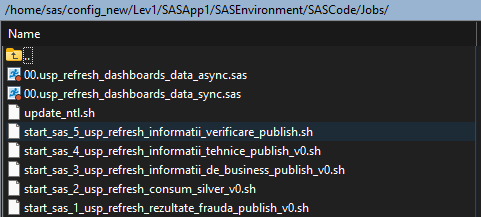 /home/sas/config_new/Lev1/SASApp1/SASEnvironment/SASCode/Jobs/
Name
..
00.usp_refresh_dashboards_data_async.sas
00.usp_refresh_dashboards_data_sync.sas
update_ntl.sh
start_sas_5_usp_refresh_informatii_verificare_publish.sh
start_sas_4_usp_refresh_informatii_tehnice_publish_v0.sh
start_sas_3_usp_refresh_informatii_de_business_publish_v0.sh
start_sas_2_usp_refresh_consum_silver_v0.sh
start_sas_1_usp_refresh_rezultate_frauda_publish_v0.sh